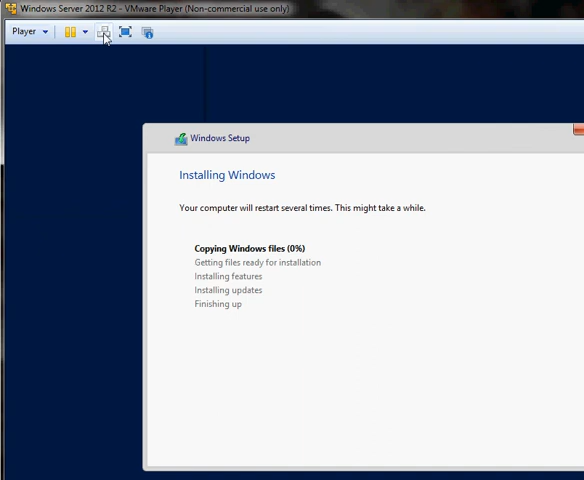 Windows Server 2012 R2 - VMware Player (Non-commercial use only)
Player
Windows Setup
Installing Windows
Your computer will restart several times. This might take a while.
Copying Windows files (0%)
Getting files ready for installation
Installing features
Installing updates
Finishing up